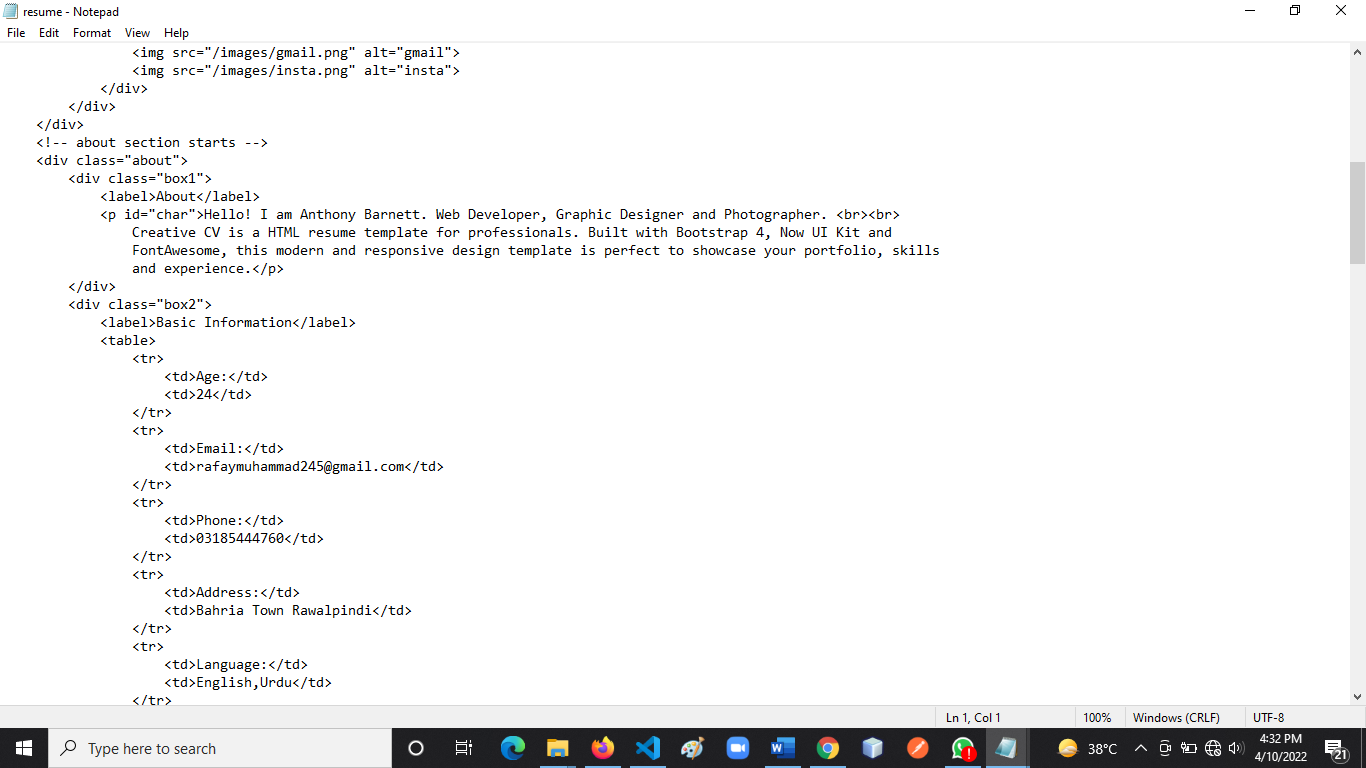 resume - Notepad
File Edit Format View Help
<img src="/images/gmail.png" alt="gmail">
<img src="/images/insta.png" alt="insta">
</div>
</div>
</div>
<!-- about section starts -->
<div class="about">
<div class="box1">
<label>About</label>
<p id="char">Hello! I am Anthony Barnett. Web Developer, Graphic Designer and Photographer. <br><br>
Creative CV is a HTML resume template for professionals. Built with Bootstrap 4, Now UI Kit and
FontAwesome, this modern and responsive design template is perfect to showcase your portfolio, skills
and experience.</p>
</div>
<div class="box2">
<label>Basic Information</label>
<table>
<tr>
<td>Age:</td>
<td>24</td>
</tr>
<tr>
<td>Email:</td>
<td>rafaymuhammad245@gmail.com</td>
</tr>
<tr>
<td>Phone:</td>
<td>03185444760</td>
</tr>
<tr>
<td>Address:</td>
<td>Bahria Town Rawalpindi</td>
</tr>
<tr>
<td>Language:</td>
<td>English,Urdu</td>
</tr>
Ln 1, Col 1 100% Windows (CRLF) UTF-8
Type here to search
38°C
4:32 PM
4/10/2022
21